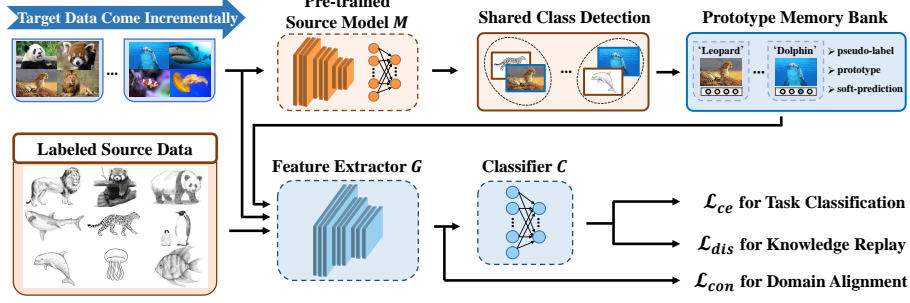 Target Data Come Incrementally
Pre-trained
Source Model M
Shared Class Detection
Prototype Memory Bank
...
...
...
'Leopard'
...
'Dolphin'
➢ pseudo-label
➢ prototype
➢ soft-prediction
Labeled Source Data
Feature Extractor G
Classifier C
ℒce for Task Classification
ℒdis for Knowledge Replay
ℒcon for Domain Alignment